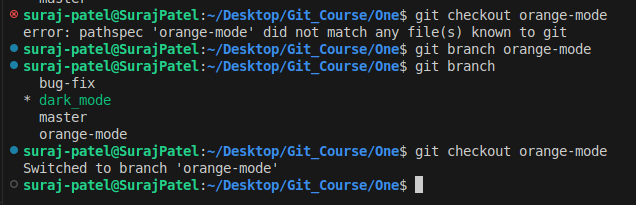 master
suraj-patel@SurajPatel:~/Desktop/Git_Course/One$ git checkout orange-mode
error: pathspec 'orange-mode' did not match any file(s) known to git
suraj-patel@SurajPatel:~/Desktop/Git_Course/One$ git branch orange-mode
suraj-patel@SurajPatel:~/Desktop/Git_Course/One$ git branch
bug-fix
* dark_mode
master
orange-mode
suraj-patel@SurajPatel:~/Desktop/Git_Course/One$ git checkout orange-mode
Switched to branch 'orange-mode'
suraj-patel@SurajPatel:~/Desktop/Git_Course/One$